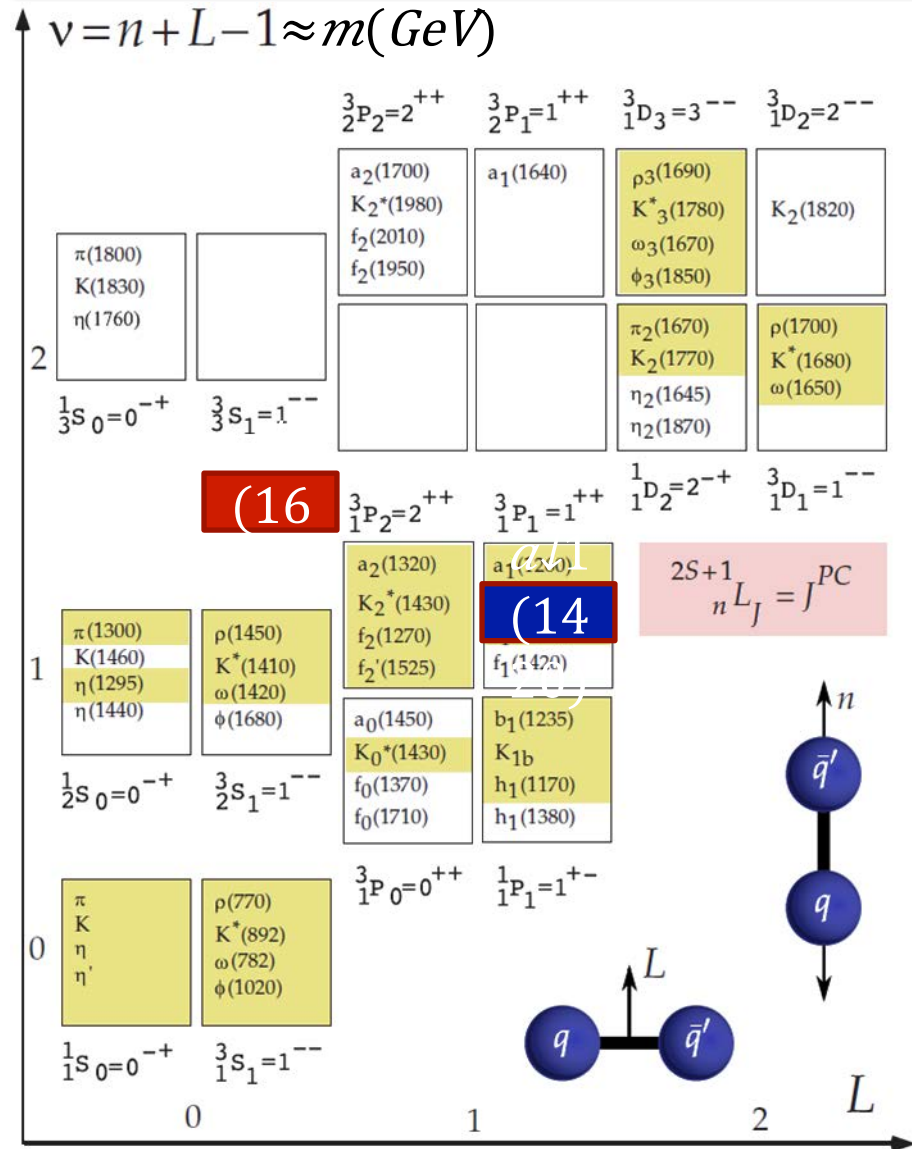 ν=n+L−1≈m(GeV)
³₂P₂=2⁺⁺
³₂P₁=1⁺⁺
³₁D₃=3⁻⁻
³₁D₂=2⁻⁻
a₂(1700)
K₂*(1980)
f₂(2010)
f₂(1950)
a₁(1640)
ρ3(1690)
K*₃(1780)
ω₃(1670)
ϕ₃(1850)
K₂(1820)
π(1800)
K(1830)
η(1760)
2
¹₃S₀=0⁻⁺
³₃S₁=1⁻⁻
π₂(1670)
K₂(1770)
η₂(1645)
η₂(1870)
ρ(1700)
K*(1680)
ω(1650)
¹₁D₂=2⁻⁺
³₁D₁=1⁻⁻
(16
³₁P₂=2⁺⁺
³₁P₁=1⁺⁺
a₂(1320)
K₂*(1430)
f₂(1270)
f₂'(1525)
(14
f₁(1420)
2S+1 n L J = J PC
1
π(1300)
K(1460)
η(1295)
η(1440)
ρ(1450)
K*(1410)
ω(1420)
ϕ(1680)
¹₂S₀=0⁻⁺
³₂S₁=1⁻⁻
a₀(1450)
K₀*(1430)
f₀(1370)
f₀(1710)
b₁(1235)
K₁b
h₁(1170)
h₁(1380)
³₁P₀=0⁺⁺
¹₁P₁=1⁺⁻
n
q̄′
q
0
π
K
η
η'
ρ(770)
K*(892)
ω(782)
ϕ(1020)
¹₁S₀=0⁻⁺
³₁S₁=1⁻⁻
L
q
q̄′
0
1
2
L